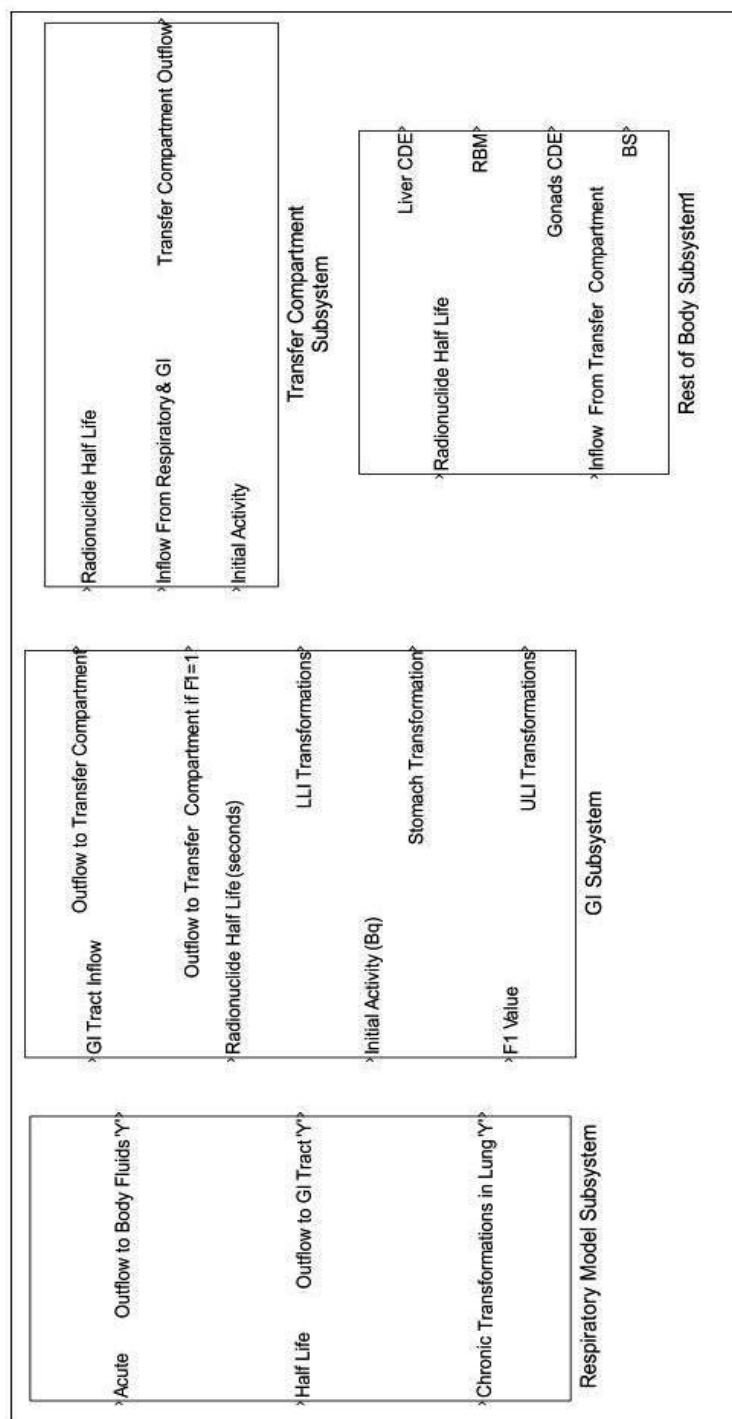 Acute Outflow to Body Fluids 'Y'
Half Life Outflow to GI Tract 'Y'
Chronic Transformations in Lung 'Y'
Respiratory Model Subsystem
GI Tract Inflow Outflow to Transfer Compartment
Outflow to Transfer Compartment if F1=1
Radionuclide Half Life (seconds)
LLI Transformations
Initial Activity (Bq)
Stomach Transformation
F1 Value ULI Transformations
GI Subsystem
Radionuclide Half Life
Inflow From Respiratory & GI Transfer Compartment Outflow
Initial Activity
Transfer Compartment
Subsystem
Liver CDE
Radionuclide Half Life
RBM
Gonads CDE
Inflow From Transfer Compartment
BS
Rest of Body Subsystem1